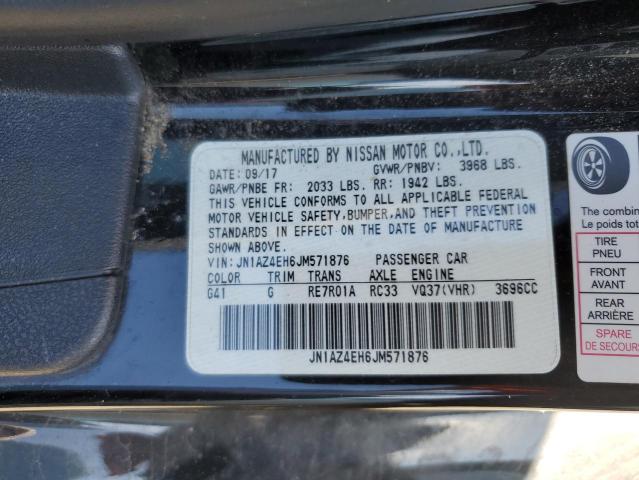 MANUFACTURED BY NISSAN MOTOR CO.,LTD.
DATE: 09/17 GVWR/PNBV: 3968 LBS.
GAWR/PNBE FR: 2033 LBS. RR: 1942 LBS.
THIS VEHICLE CONFORMS TO ALL APPLICABLE FEDERAL
MOTOR VEHICLE SAFETY,BUMPER,AND THEFT PREVENTION
STANDARDS IN EFFECT ON THE DATE OF MANUFACTURE
SHOWN ABOVE.
VIN: JN1AZ4EH6JM571876 PASSENGER CAR
COLOR TRIM TRANS AXLE ENGINE
G41 G RE7R01A RC33 VQ37(VHR) 3696CC
JN1AZ4EH6JM571876
The combine
Le poids tot
TIRE
PNEU
FRONT
AVANT
REAR
ARRIÈRE
SPARE
DE SECOURS